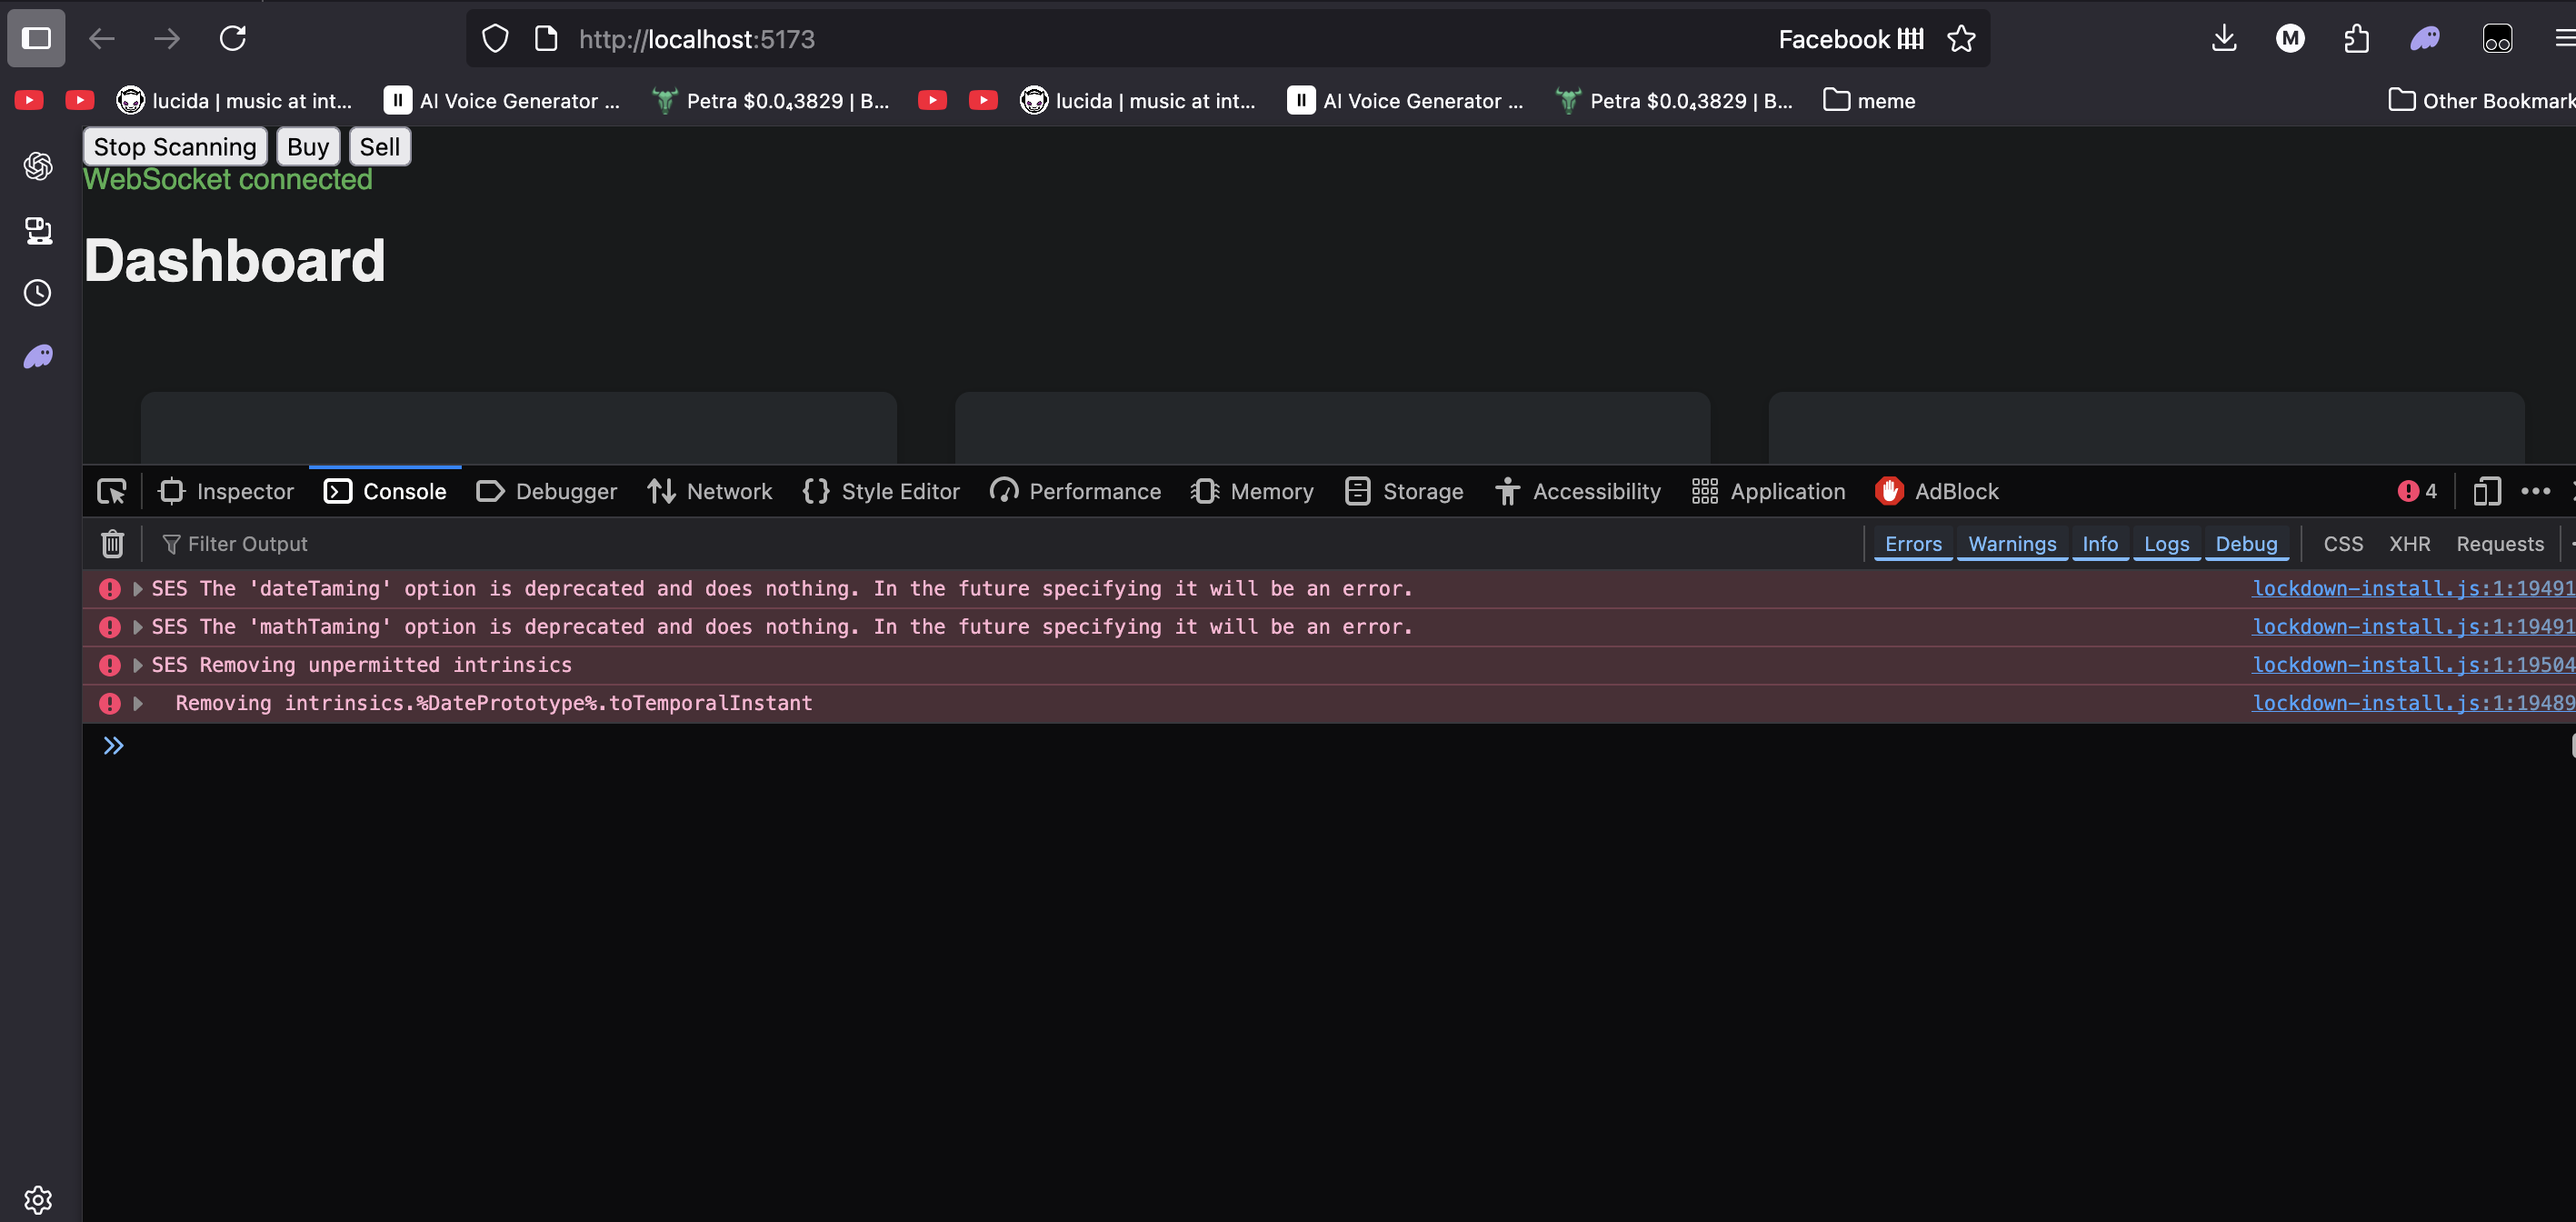 http://localhost:5173
Facebook
M
lucida | music at int...
AI Voice Generator ...
Petra $0.0₄3829 | B...
lucida | music at int...
AI Voice Generator ...
Petra $0.0₄3829 | B...
meme
Other Bookmark
Stop Scanning
Buy
Sell
WebSocket connected
Dashboard
Inspector
Console
Debugger
Network
Style Editor
Performance
Memory
Storage
Accessibility
Application
AdBlock
4
Filter Output
Errors
Warnings
Info
Logs
Debug
CSS
XHR
Requests
SES The 'dateTaming' option is deprecated and does nothing. In the future specifying it will be an error.
lockdown-install.js:1:19491
SES The 'mathTaming' option is deprecated and does nothing. In the future specifying it will be an error.
lockdown-install.js:1:19491
SES Removing unpermitted intrinsics
lockdown-install.js:1:19504
Removing intrinsics.%DatePrototype%.toTemporalInstant
lockdown-install.js:1:19489